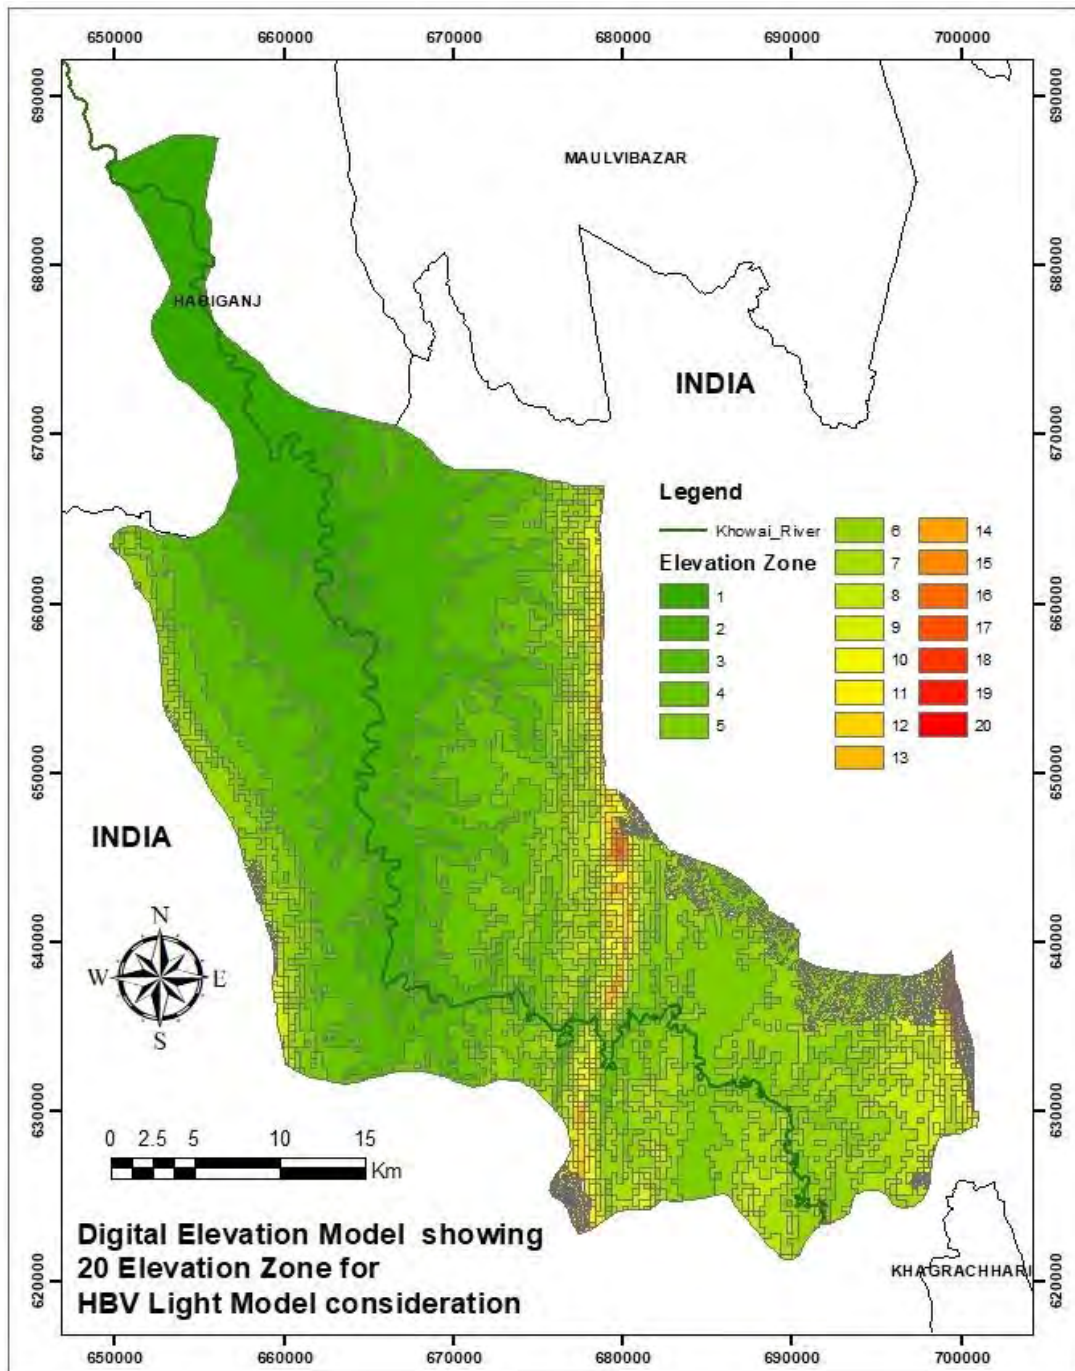 650000 660000 670000 680000 690000 700000
690000 690000
MAULVIBAZAR
680000 680000
HABIGANJ
INDIA
670000 670000
Legend
Khowai_River
Elevation Zone
1
2
3
4
5
6
7
8
9
10
11
12
13
14
15
16
17
18
19
20
660000 660000
650000 650000
INDIA
N
W E
S
640000 640000
630000 630000
0 2.5 5 10 15
Km
Digital Elevation Model showing
20 Elevation Zone for
HBV Light Model consideration
KHAGRACHHARI
620000 620000
650000 660000 670000 680000 690000 700000